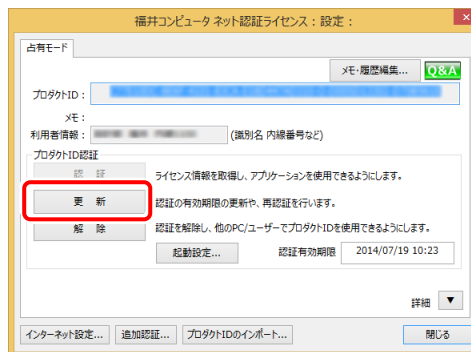 福井コンピュータ ネット認証ライセンス：設定：
×
占有モード
メモ・履歴編集... Q&A
プロダクトID：
メモ：
利用者情報： (識別名 内線番号など)
プロダクトID認証
認 証 ライセンス情報を取得し、アプリケーションを使用できるようにします。
更 新 認証の有効期限の更新や、再認証を行います。
解 除 認証を解除し、他のPC/ユーザーでプロダクトIDを使用できるようにします。
起動設定... 認証有効期限 2014/07/19 10:23
詳細 ▼
インターネット設定... 追加認証... プロダクトIDのインポート... 閉じる